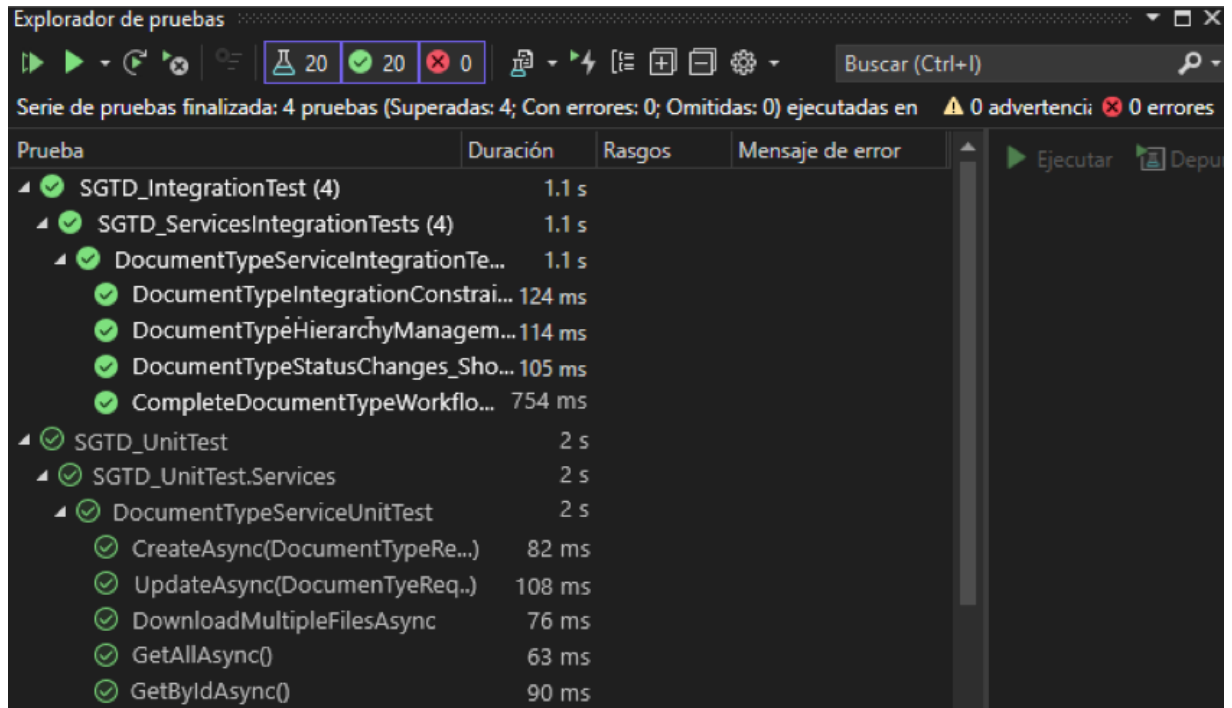 Explorador de pruebas
20 20 0 Buscar (Ctrl+I)
Serie de pruebas finalizada: 4 pruebas (Superadas: 4; Con errores: 0; Omitidas: 0) ejecutadas en 0 advertenci 0 errores
Prueba Duración Rasgos Mensaje de error Ejecutar Depu
SGTD_IntegrationTest (4) 1.1 s
SGTD_ServicesIntegrationTests (4) 1.1 s
DocumentTypeServiceIntegrationTe... 1.1 s
DocumentTypeIntegrationConstrai... 124 ms
DocumentTypeHierarchyManagem... 114 ms
DocumentTypeStatusChanges_Sho... 105 ms
CompleteDocumentTypeWorkflo... 754 ms
SGTD_UnitTest 2 s
SGTD_UnitTest.Services 2 s
DocumentTypeServiceUnitTest 2 s
CreateAsync(DocumentTypeRe...) 82 ms
UpdateAsync(DocumenTyeReq..) 108 ms
DownloadMultipleFilesAsync 76 ms
GetAllAsync() 63 ms
GetByIdAsync() 90 ms